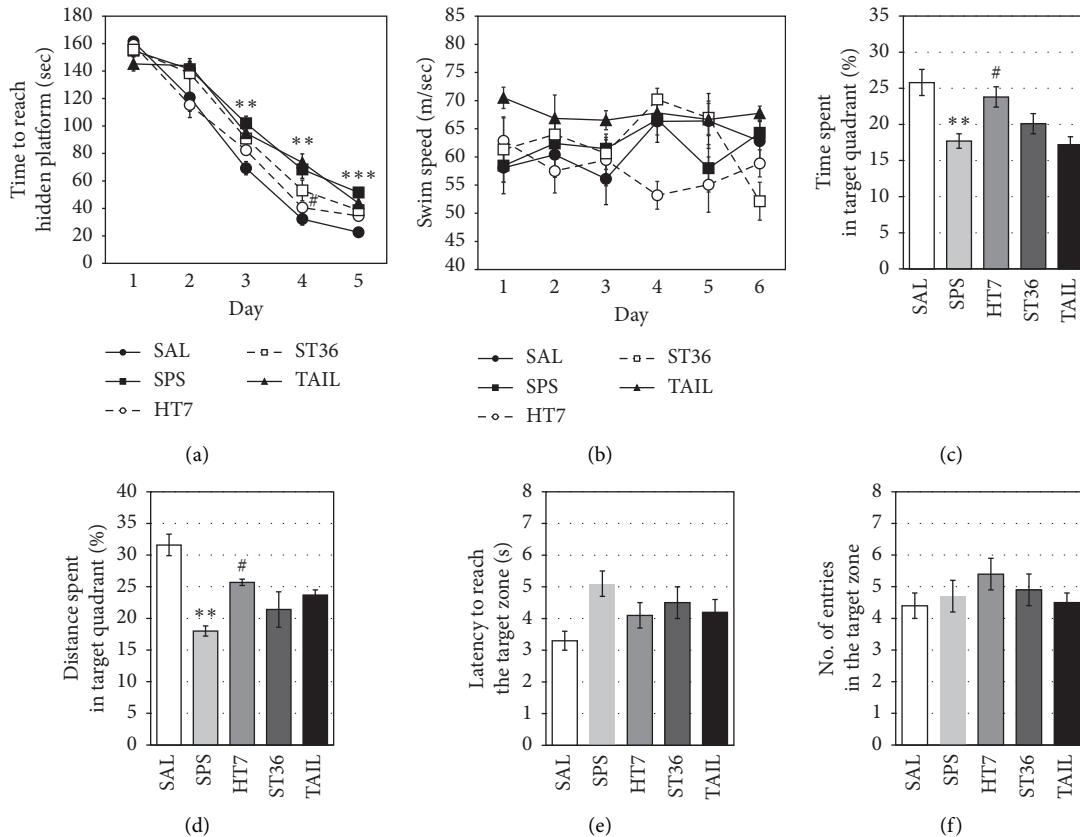 180
160
140
120
100
80
60
40
20
0
Time to reach
hidden platform (sec)
**
**
***
#
1 2 3 4 5
Day
SAL
SPS
HT7
ST36
TAIL
(a)
85
80
75
70
65
60
55
50
45
40
Swim speed (m/sec)
1 2 3 4 5 6
Day
SAL
SPS
HT7
ST36
TAIL
(b)
35
30
25
20
15
10
5
0
Time spent
in target quadrant (%)
**
#
SAL
SPS
HT7
ST36
TAIL
(c)
40
35
30
25
20
15
10
5
0
Distance spent
in target quadrant (%)
**
#
SAL
SPS
HT7
ST36
TAIL
(d)
8
7
6
5
4
3
2
1
0
Latency to reach
the target zone (s)
SAL
SPS
HT7
ST36
TAIL
(e)
8
7
6
5
4
3
2
1
0
No. of entries
in the target zone
SAL
SPS
HT7
ST36
TAIL
(f)